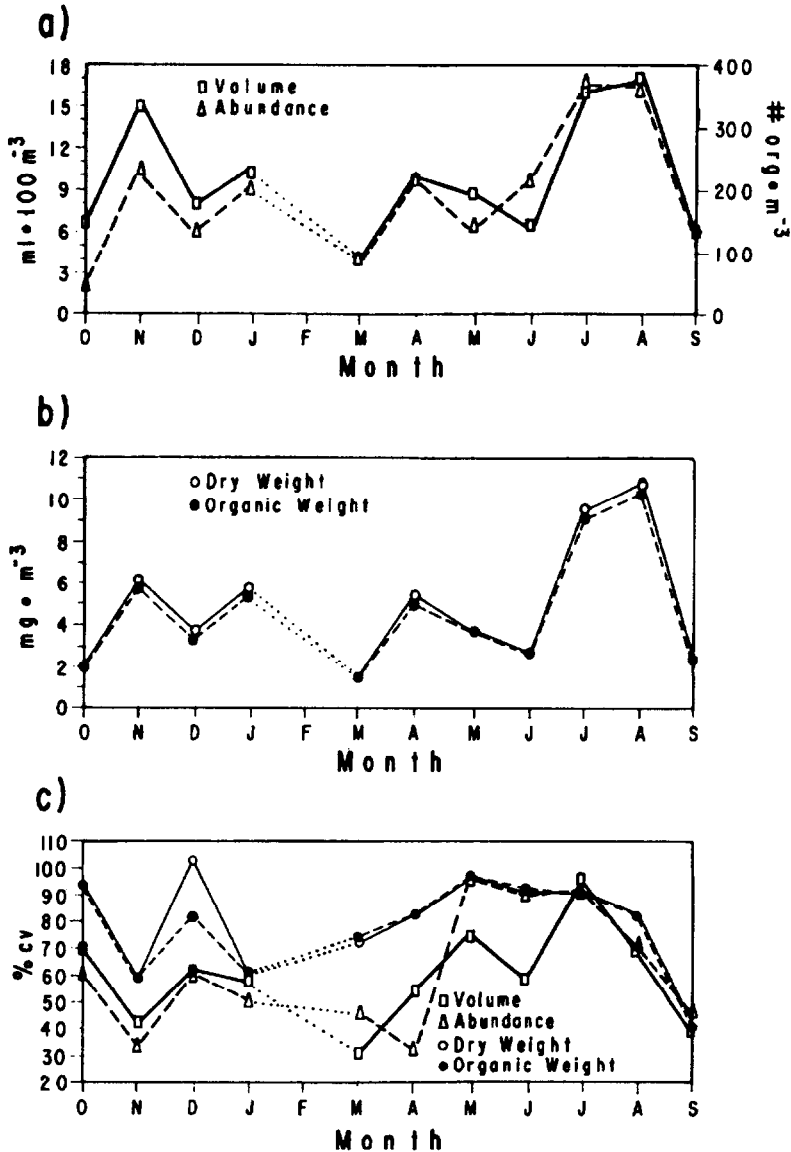 a)
18
15
12
9
6
3
0
ml•100m⁻³
□ Volume
△ Abundance
400
300
200
100
0
# org•m⁻³
O N D J F M A M J J A S
Month
b)
12
10
8
6
4
2
0
mg•m⁻³
○ Dry Weight
● Organic Weight
O N D J F M A M J J A S
Month
c)
110
100
90
80
70
60
50
40
30
20
%cv
□ Volume
△ Abundance
○ Dry Weight
● Organic Weight
O N D J F M A M J J A S
Month